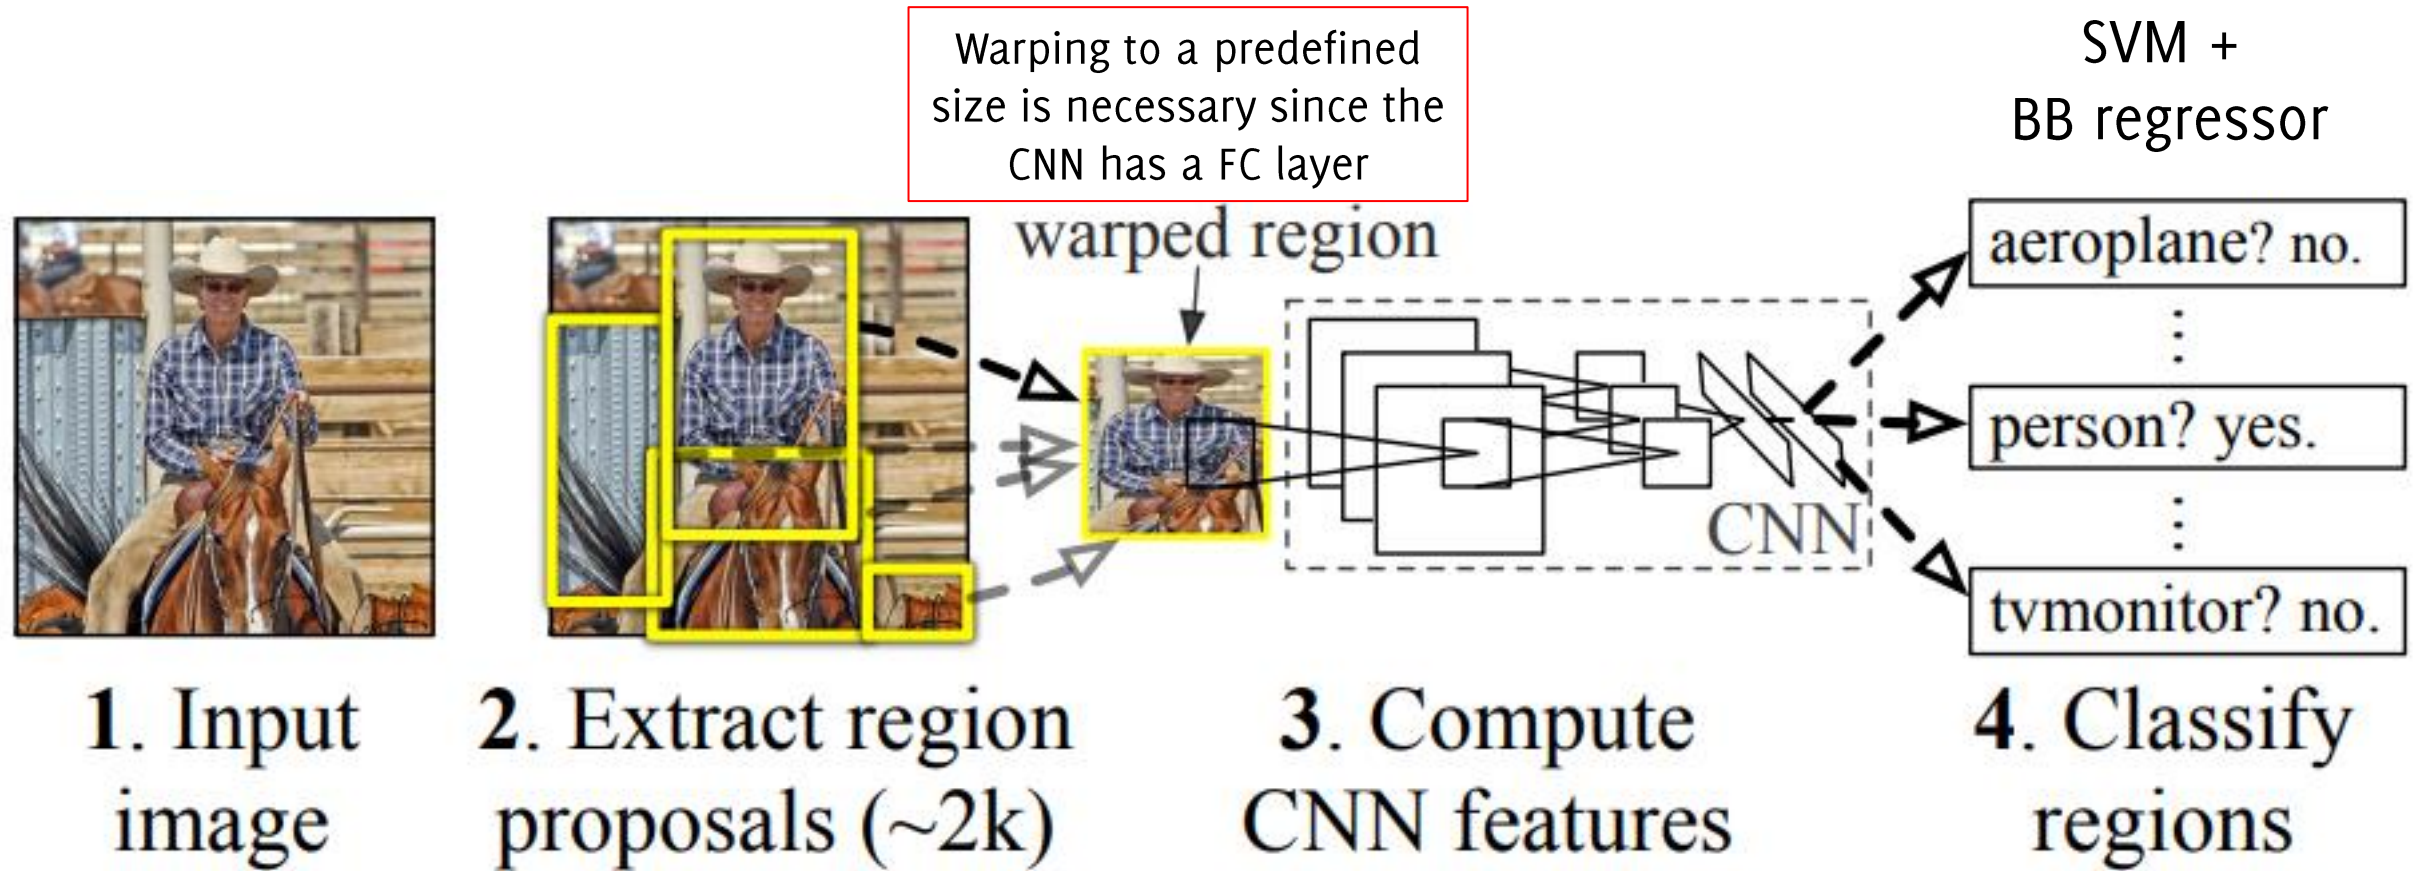 Warping to a predefined
size is necessary since the
CNN has a FC layer
SVM +
BB regressor
warped region
aeroplane? no.
person? yes.
tvmonitor? no.
CNN
1. Input
image
2. Extract region
proposals (~2k)
3. Compute
CNN features
4. Classify
regions